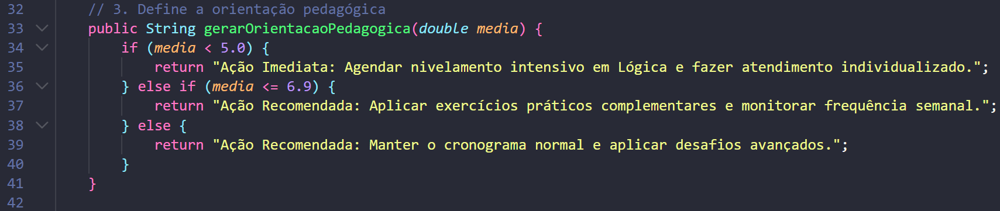 32 // 3. Define a orientação pedagógica
33 public String gerarOrientacaoPedagogica(double media) {
34 if (media < 5.0) {
35 return "Ação Imediata: Agendar nivelamento intensivo em Lógica e fazer atendimento individualizado.";
36 } else if (media <= 6.9) {
37 return "Ação Recomendada: Aplicar exercícios práticos complementares e monitorar frequência semanal.";
38 } else {
39 return "Ação Recomendada: Manter o cronograma normal e aplicar desafios avançados.";
40 }
41 }
42